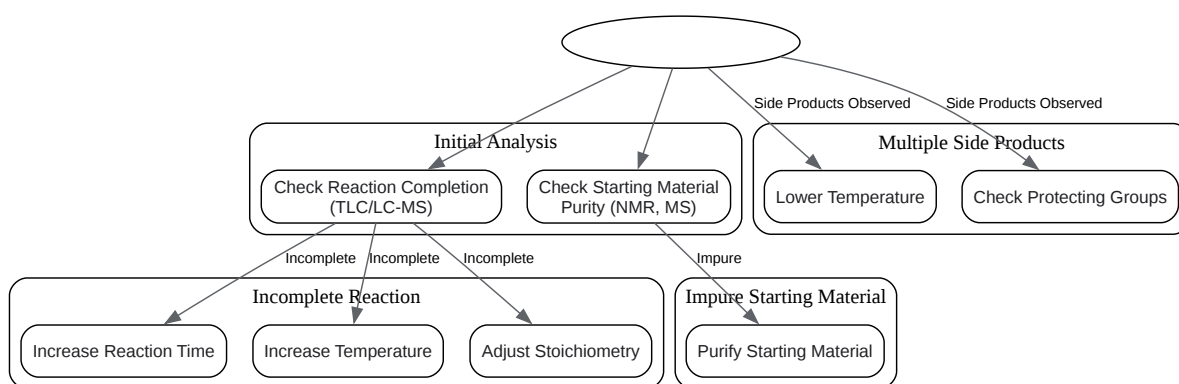 Side Products Observed
Side Products Observed
Initial Analysis
Multiple Side Products
Check Reaction Completion
(TLC/LC-MS)
Check Starting Material
Purity (NMR, MS)
Lower Temperature
Check Protecting Groups
Incomplete
Incomplete
Incomplete
Impure
Incomplete Reaction
Impure Starting Material
Increase Reaction Time
Increase Temperature
Adjust Stoichiometry
Purify Starting Material